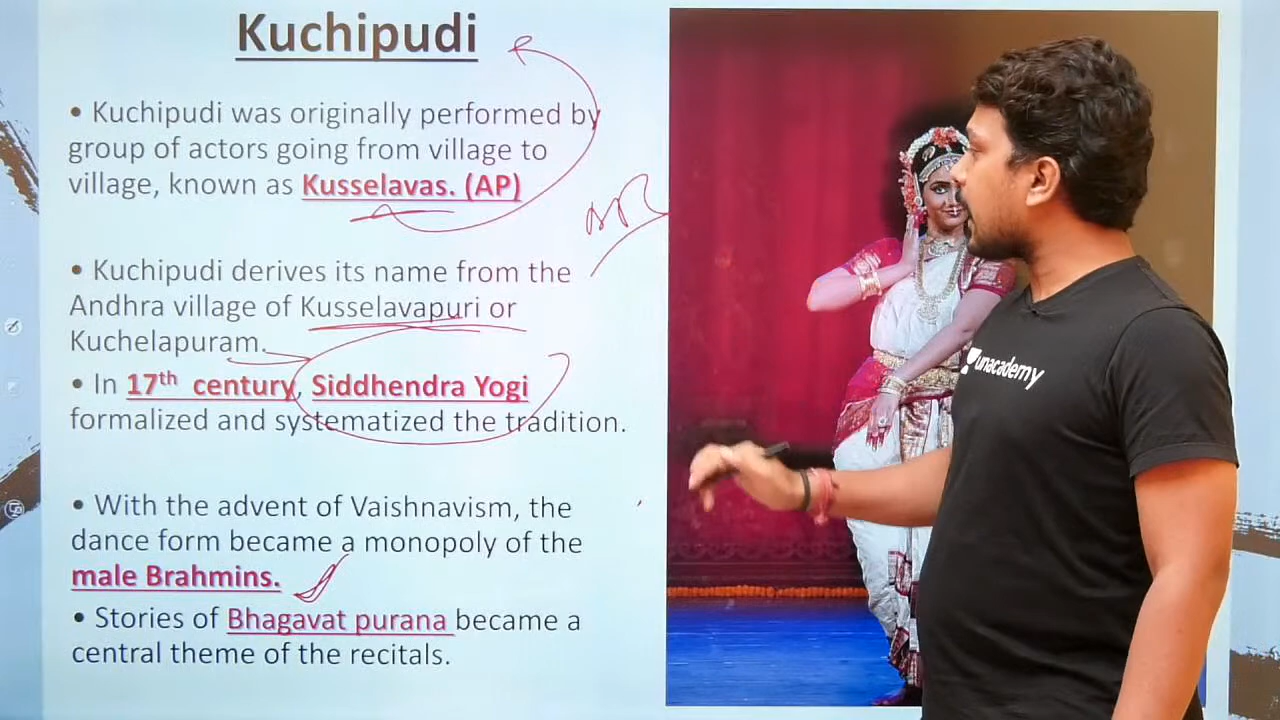 Kuchipudi
• Kuchipudi was originally performed by
group of actors going from village to
village, known as Kusselavas. (AP)
• Kuchipudi derives its name from the
Andhra village of Kusselavapuri or
Kuchelapuram.
• In 17th century, Siddhendra Yogi
formalized and systematized the tradition.
• With the advent of Vaishnavism, the
dance form became a monopoly of the
male Brahmins.
• Stories of Bhagavat purana became a
central theme of the recitals.
unacademy